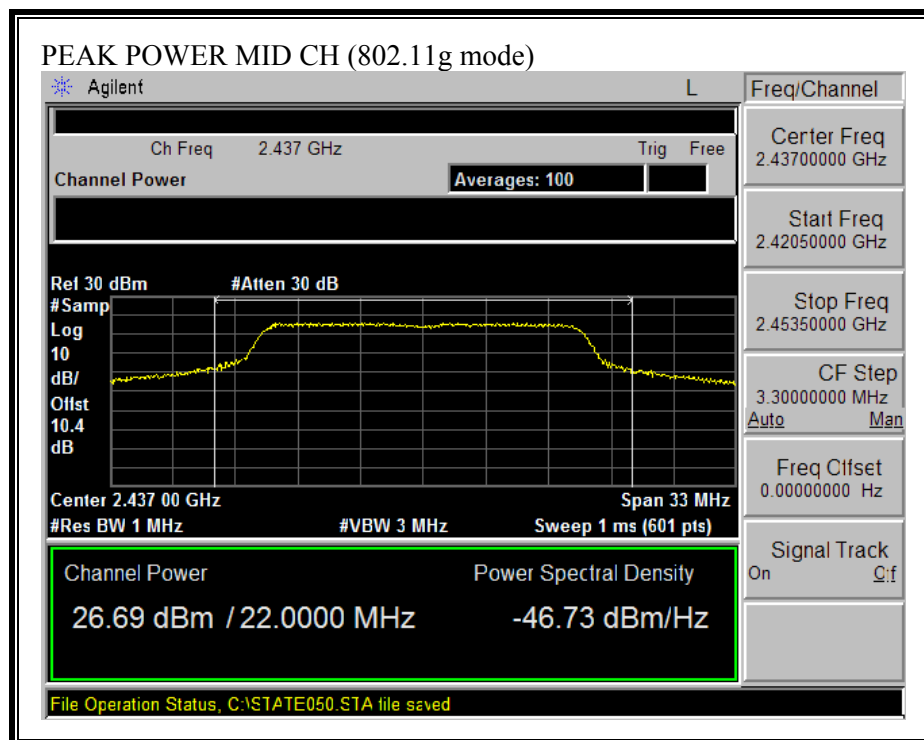 PEAK POWER MID CH (802.11g mode)
Agilent L
Freq/Channel
Ch Freq 2.437 GHz Trig Free
Channel Power Averages: 100
Ref 30 dBm #Atten 30 dB
#Samp
Log
10
dB/
Offst
10.4
dB
Center 2.437 00 GHz Span 33 MHz
#Res BW 1 MHz #VBW 3 MHz Sweep 1 ms (601 pts)
Channel Power Power Spectral Density
26.69 dBm / 22.0000 MHz -46.73 dBm/Hz
File Operation Status, C:\STATE050.STA file saved
Center Freq
2.43700000 GHz
Start Freq
2.42050000 GHz
Stop Freq
2.45350000 GHz
CF Step
3.30000000 MHz
Auto Man
Freq Offset
0.00000000 Hz
Signal Track
On Off